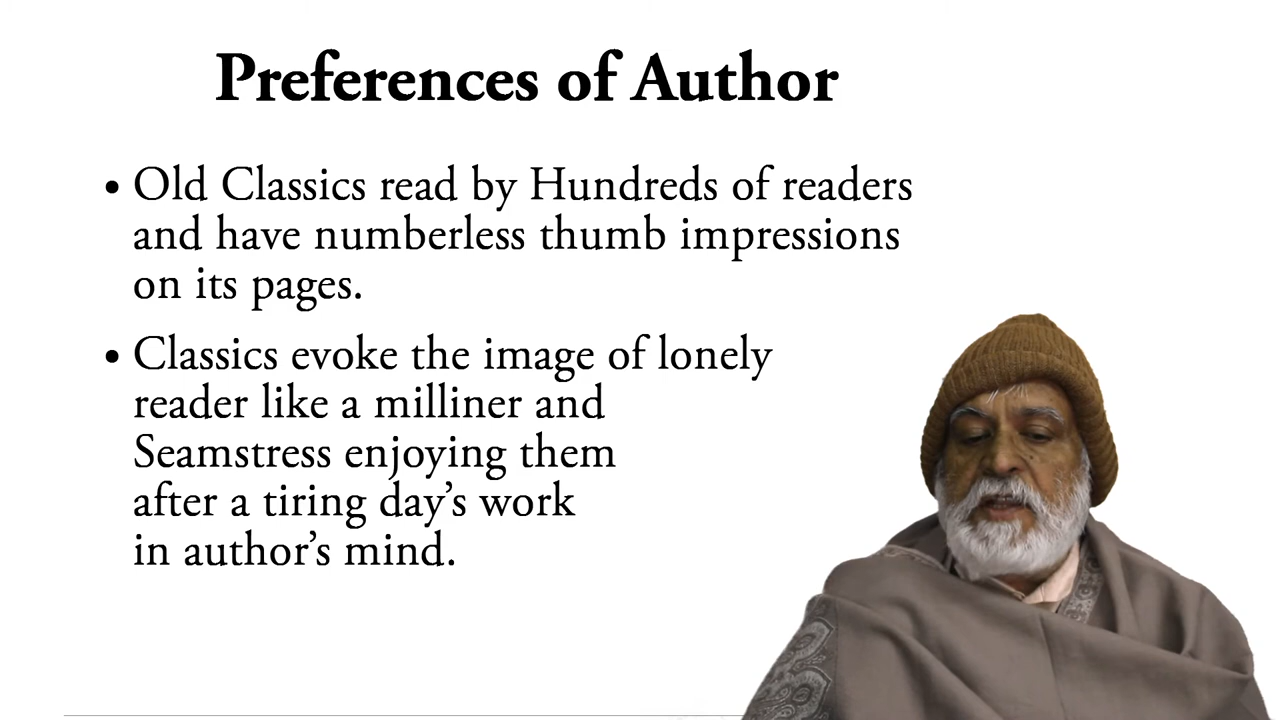 Preferences of Author
• Old Classics read by Hundreds of readers
and have numberless thumb impressions
on its pages.
• Classics evoke the image of lonely
reader like a milliner and
Seamstress enjoying them
after a tiring day’s work
in author’s mind.